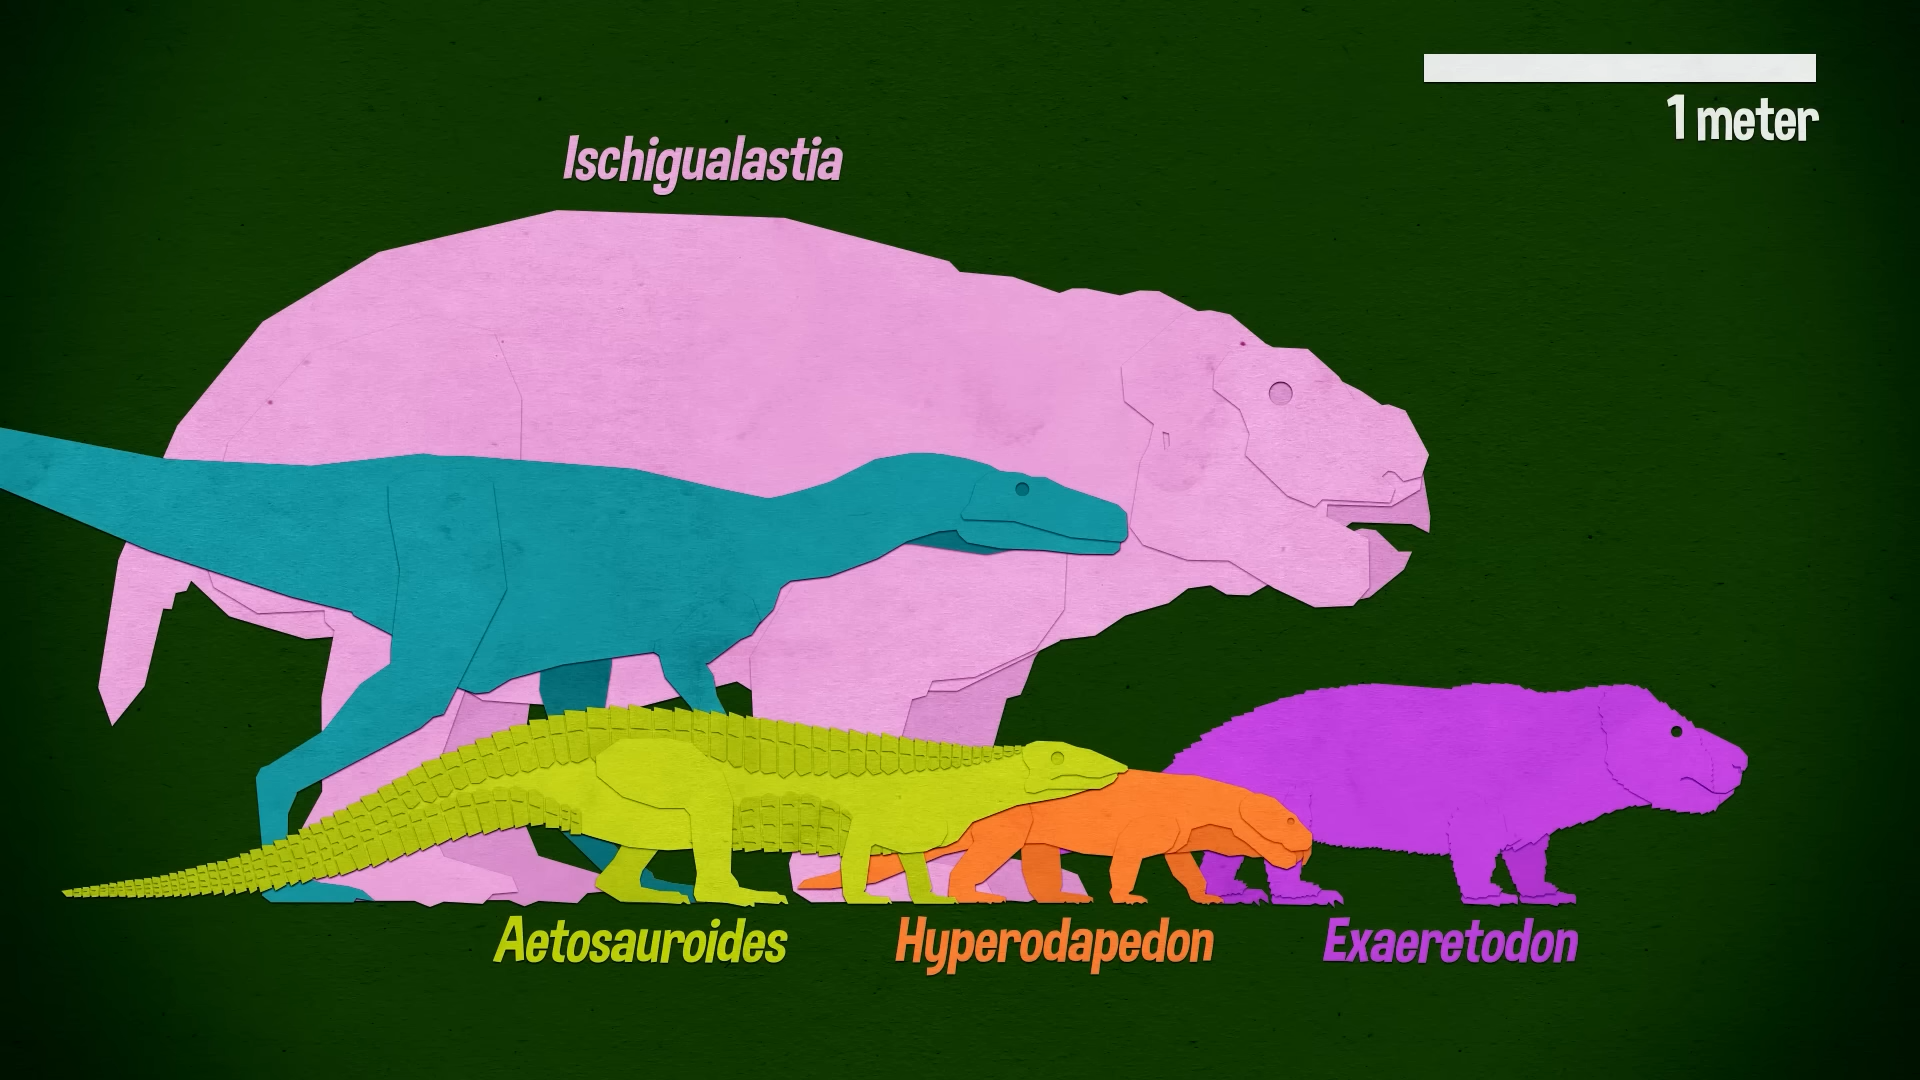 1 meter
Ischigualastia
Aetosauroides
Hyperodapedon
Exaeretodon